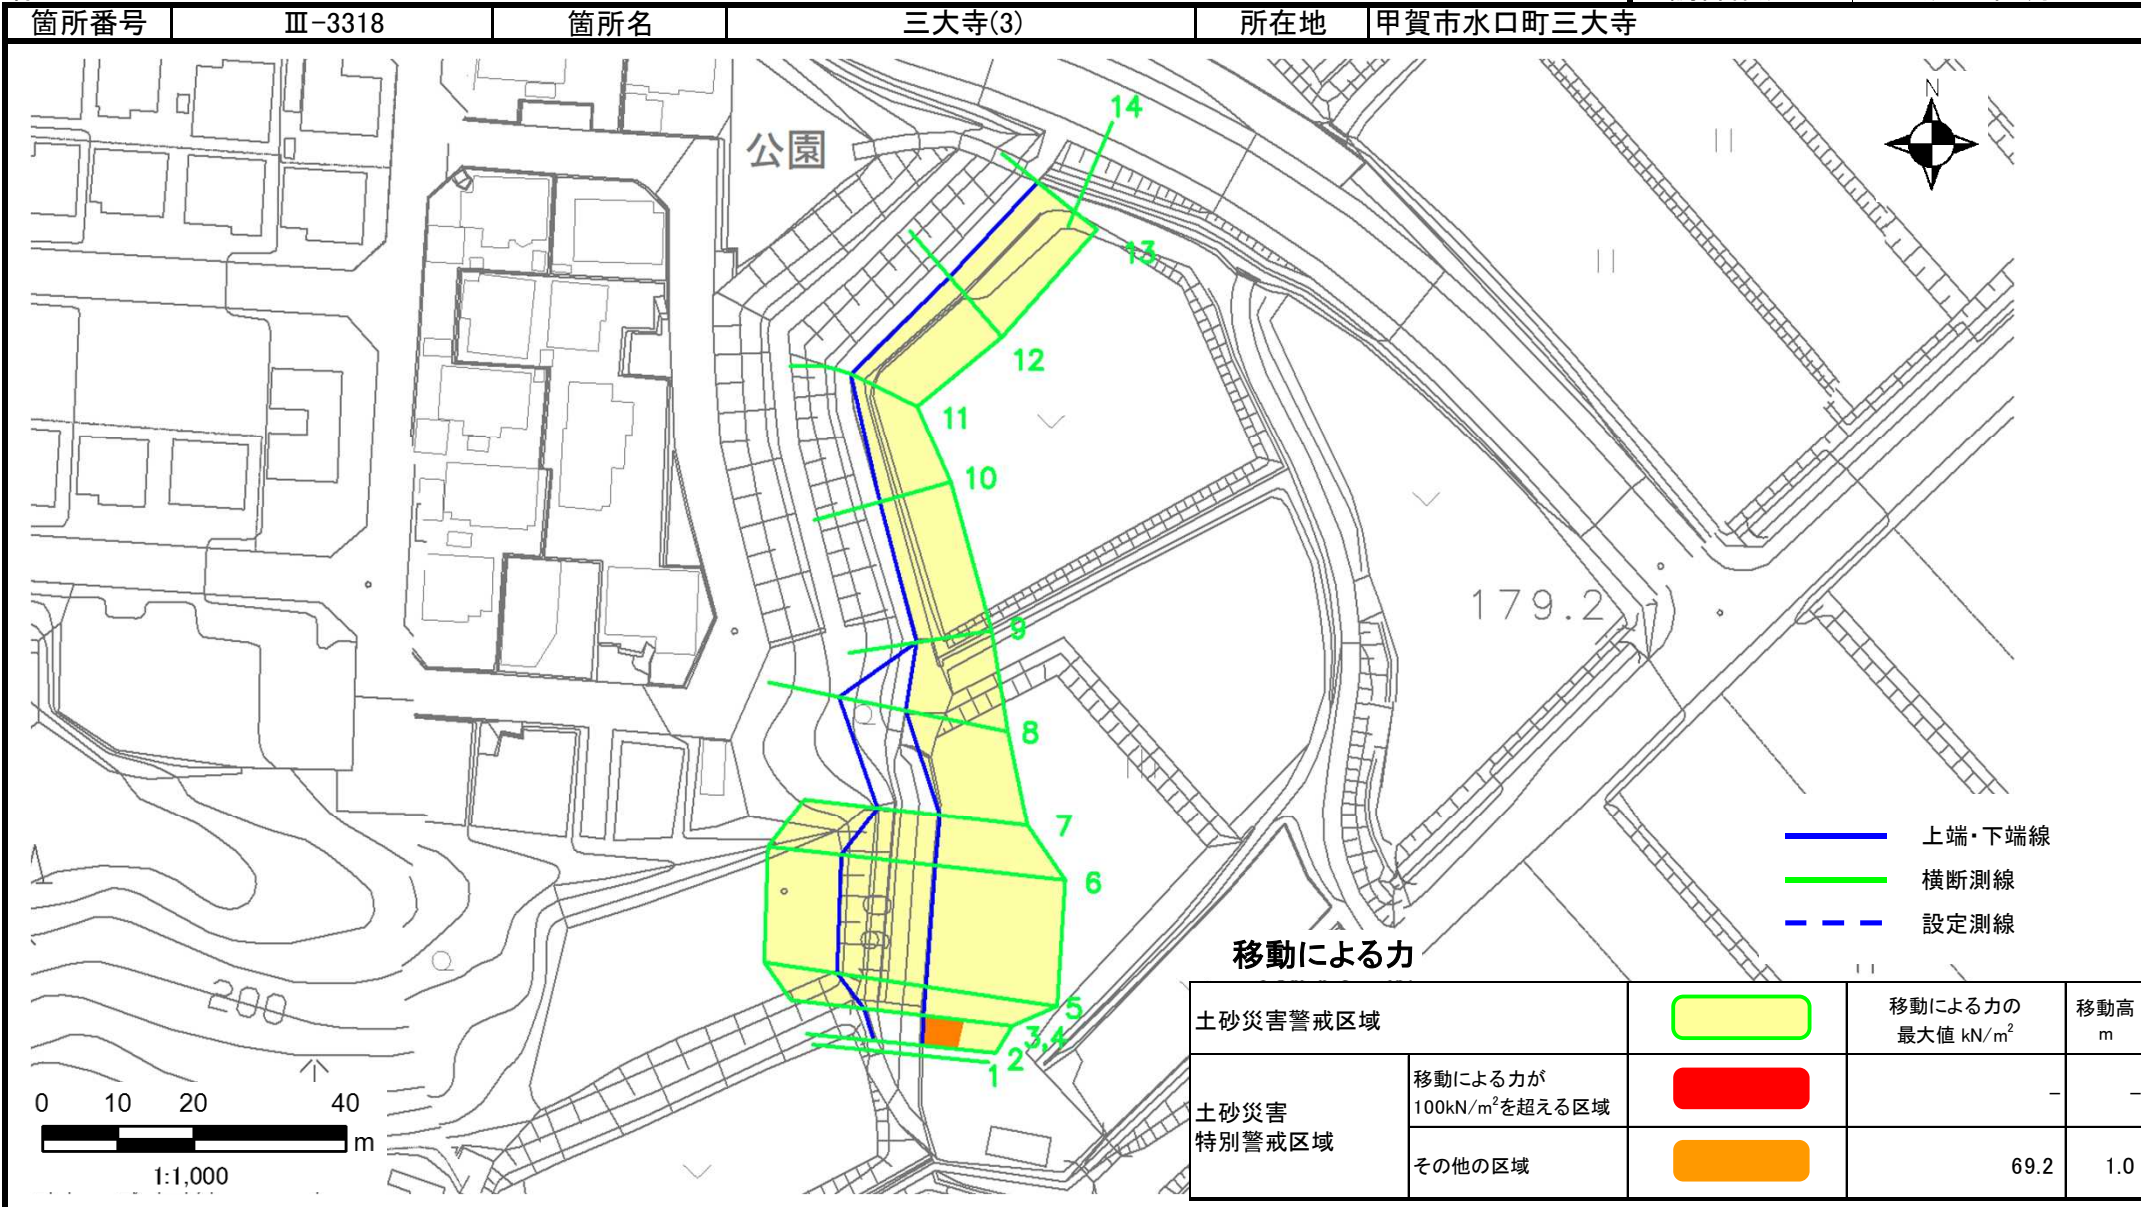 箇所番号 Ⅲ-3318 箇所名 三大寺(3) 所在地 甲賀市水口町三大寺
N
公園
14
13
12
11
10
9
8
7
6
5
3,4
2
1
179.2
190
200
上端・下端線
横断測線
設定測線
移動による力
土砂災害警戒区域
移動による力の
最大値 kN/m²
移動高
m
土砂災害
特別警戒区域
移動による力が
100kN/m²を超える区域
- -
その他の区域 69.2 1.0
0 10 20 40
m
1:1,000